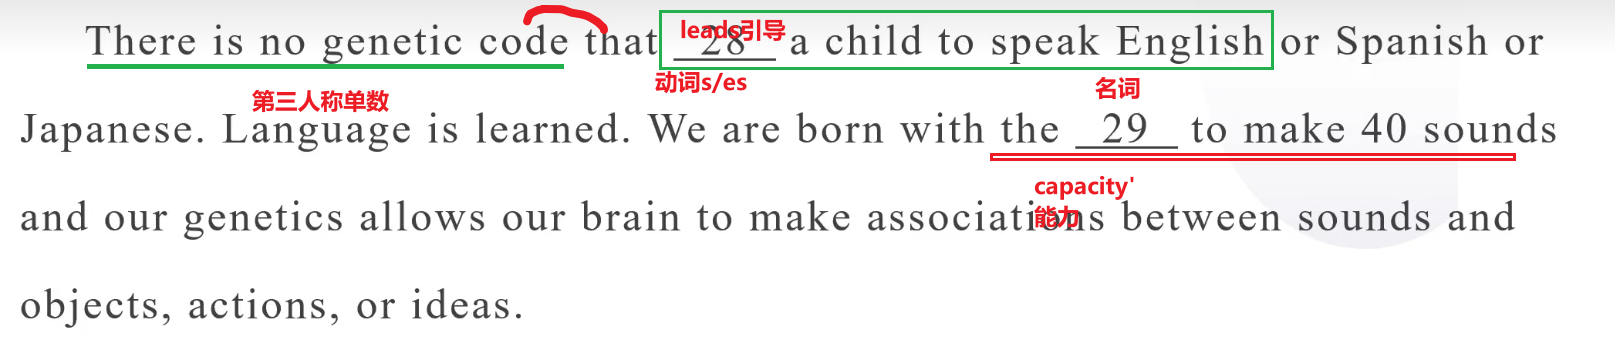 There is no genetic code that 28 a child to speak English or Spanish or
leads引导
动词s/es
第三人称单数
名词
Japanese. Language is learned. We are born with the 29 to make 40 sounds
capacity'
能力
and our genetics allows our brain to make associations between sounds and
objects, actions, or ideas.